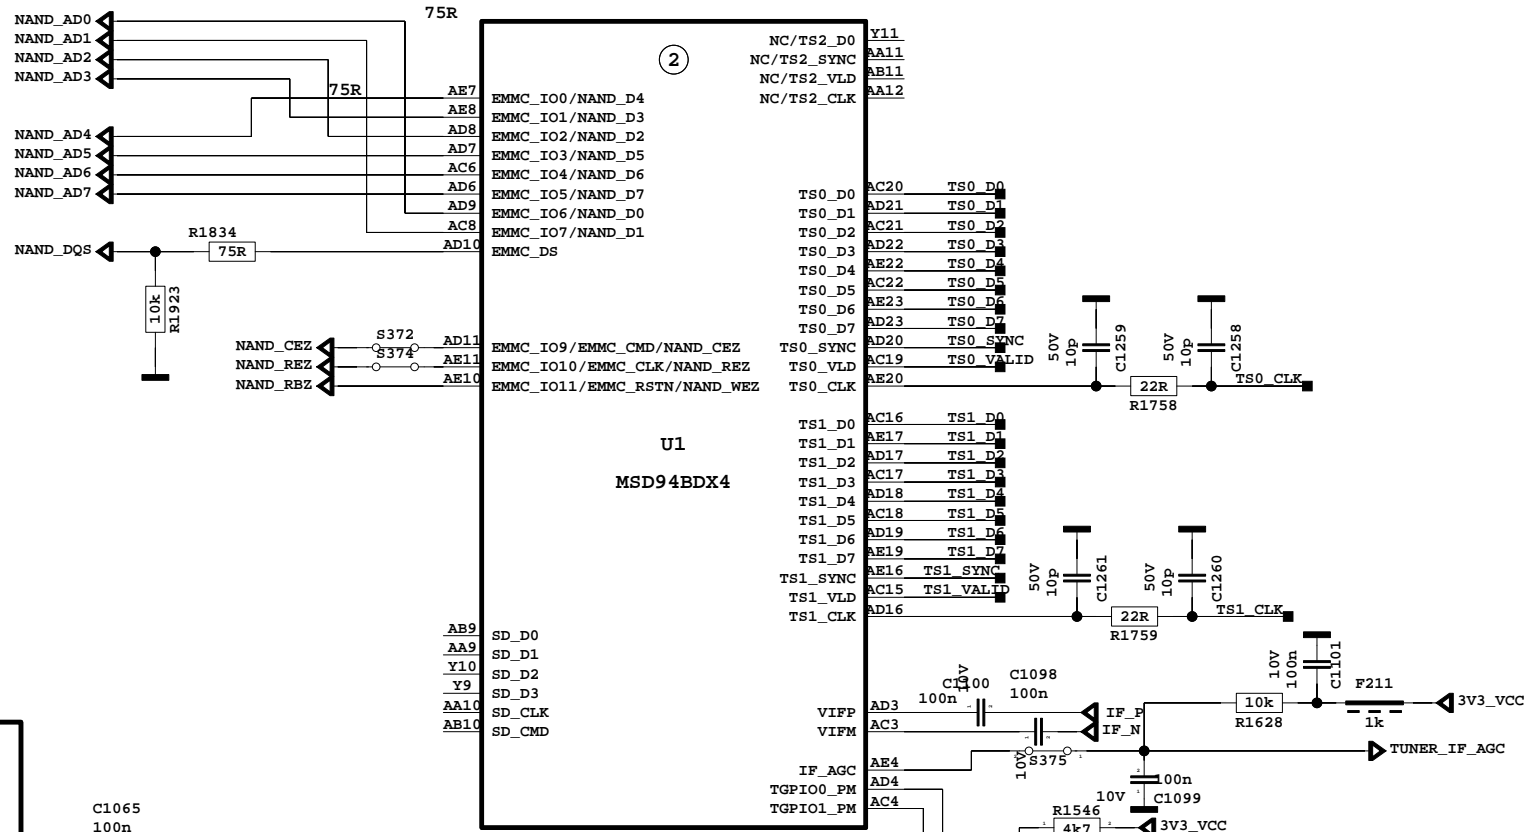 75R
NAND_AD0
NAND_AD1
NAND_AD2
NAND_AD3
NAND_AD4
NAND_AD5
NAND_AD6
NAND_AD7
NAND_DQS
75R
R1834
75R
10k
R1923
NAND_CEZ
NAND_REZ
NAND_RBZ
S372
S374
AE7 EMMC_IO0/NAND_D4
AE8 EMMC_IO1/NAND_D3
AD8 EMMC_IO2/NAND_D2
AD7 EMMC_IO3/NAND_D5
AC6 EMMC_IO4/NAND_D6
AD6 EMMC_IO5/NAND_D7
AD9 EMMC_IO6/NAND_D0
AC8 EMMC_IO7/NAND_D1
AD10 EMMC_DS
AD11 EMMC_IO9/EMMC_CMD/NAND_CEZ
AE11 EMMC_IO10/EMMC_CLK/NAND_REZ
AE10 EMMC_IO11/EMMC_RSTN/NAND_WEZ
AB9 SD_D0
AA9 SD_D1
Y10 SD_D2
Y9 SD_D3
AA10 SD_CLK
AB10 SD_CMD
2
U1
MSD94BDX4
NC/TS2_D0 Y11
NC/TS2_SYNC AA11
NC/TS2_VLD AB11
NC/TS2_CLK AA12
TS0_D0 AC20 TS0_D0
TS0_D1 AD21 TS0_D1
TS0_D2 AC21 TS0_D2
TS0_D3 AD22 TS0_D3
TS0_D4 AE22 TS0_D4
TS0_D5 AC22 TS0_D5
TS0_D6 AE23 TS0_D6
TS0_D7 AD23 TS0_D7
TS0_SYNC AD20 TS0_SYNC
TS0_VLD AC19 TS0_VALID
TS0_CLK AE20
50V
10p
C1259
22R
R1758
50V
10p
C1258
TS0_CLK
TS1_D0 AC16 TS1_D0
TS1_D1 AE17 TS1_D1
TS1_D2 AD17 TS1_D2
TS1_D3 AC17 TS1_D3
TS1_D4 AD18 TS1_D4
TS1_D5 AC18 TS1_D5
TS1_D6 AD19 TS1_D6
TS1_D7 AE19 TS1_D7
TS1_SYNC AE16 TS1_SYNC
TS1_VLD AC15 TS1_VALID
TS1_CLK AD16
50V
10p
C1261
22R
R1759
50V
10p
C1260
TS1_CLK
VIFP AD3
VIFM AC3
IF_AGC AE4
TGPIO0_PM AD4
TGPIO1_PM AC4
C1100
100n
10V
C1098
100n
10V
IF_P
IF_N
S375
10k
R1628
10V
100n
C1101
F211
1k
3V3_VCC
TUNER_IF_AGC
100n
10V
C1099
R1546
4k7
3V3_VCC
C1065
100n